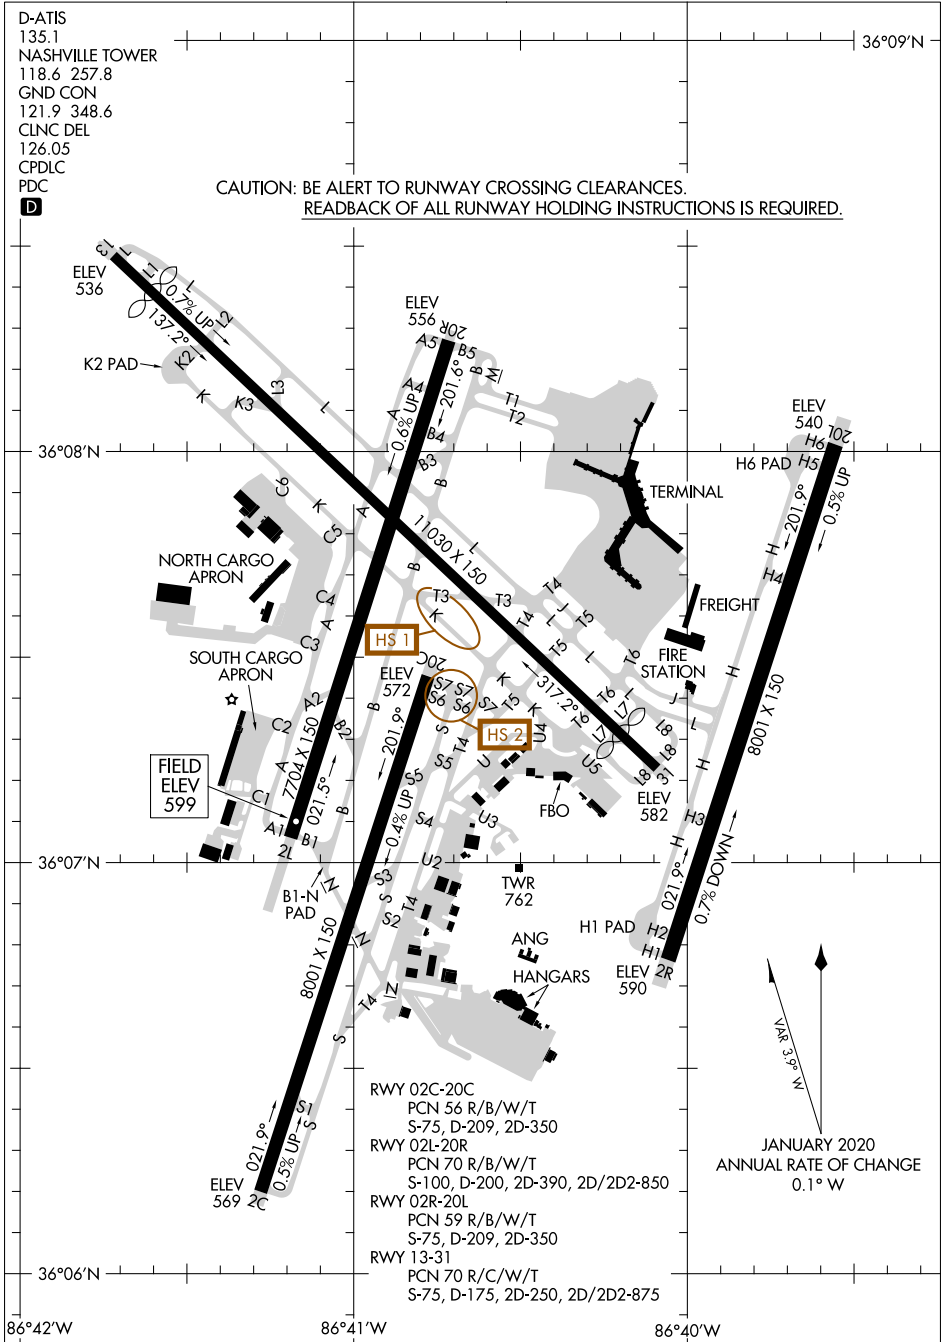 D-ATIS
135.1
NASHVILLE TOWER
118.6 257.8
GND CON
121.9 348.6
CLNC DEL
126.05
CPDLC
PDC
D
36°09'N
CAUTION: BE ALERT TO RUNWAY CROSSING CLEARANCES.
READBACK OF ALL RUNWAY HOLDING INSTRUCTIONS IS REQUIRED.
13
L
L1
L
ELEV
536
0.7% UP
137.2°
L2
K2 PAD
K2
K
K3
L3
L
ELEV
556
20R
A5
B5
B
M
A4
A
201.6°
0.6% UP
B4
B3
B
T1
T2
36°08'N
ELEV
540
20L
H6
H5
H6 PAD
201.9°
0.5% UP
H
H4
TERMINAL
C6
K
A
C5
11030 X 150
L
B
NORTH CARGO
APRON
C4
A
C3
T3
K
T3
T4
T4
J
L
T5
T5
L
T6
HS 1
FREIGHT
FIRE
STATION
SOUTH CARGO
APRON
20C
ELEV
572
S7
S7
S6
S6
S7
K
T5
K
317.2°
T6
T6
L
J
L
H
8001 X 150
A2
C2
B2
B
7704 X 150
201.9°
S
T4
HS 2
U4
L7
L7
L8
L8
L8
31
FIELD
ELEV
599
A
C1
A1
021.5°
B
B1
2L
0.4% UP
S5
S5
U
U5
FBO
ELEV
582
H
H3
S4
U3
U2
36°07'N
B1-N
PAD
N
S3
S
S2
T4
TWR
762
H
021.9°
0.7% DOWN
H1 PAD
H2
H1
N
8001 X 150
ANG
HANGARS
ELEV
590
2R
T4
N
S
VAR 3.9° W
RWY 02C-20C
PCN 56 R/B/W/T
S-75, D-209, 2D-350
RWY 02L-20R
PCN 70 R/B/W/T
S-100, D-200, 2D-390, 2D/2D2-850
RWY 02R-20L
PCN 59 R/B/W/T
S-75, D-209, 2D-350
RWY 13-31
PCN 70 R/C/W/T
S-75, D-175, 2D-250, 2D/2D2-875
S1
S
021.9°
0.5% UP
ELEV
569
2C
JANUARY 2020
ANNUAL RATE OF CHANGE
0.1° W
36°06'N
86°42'W
86°41'W
86°40'W